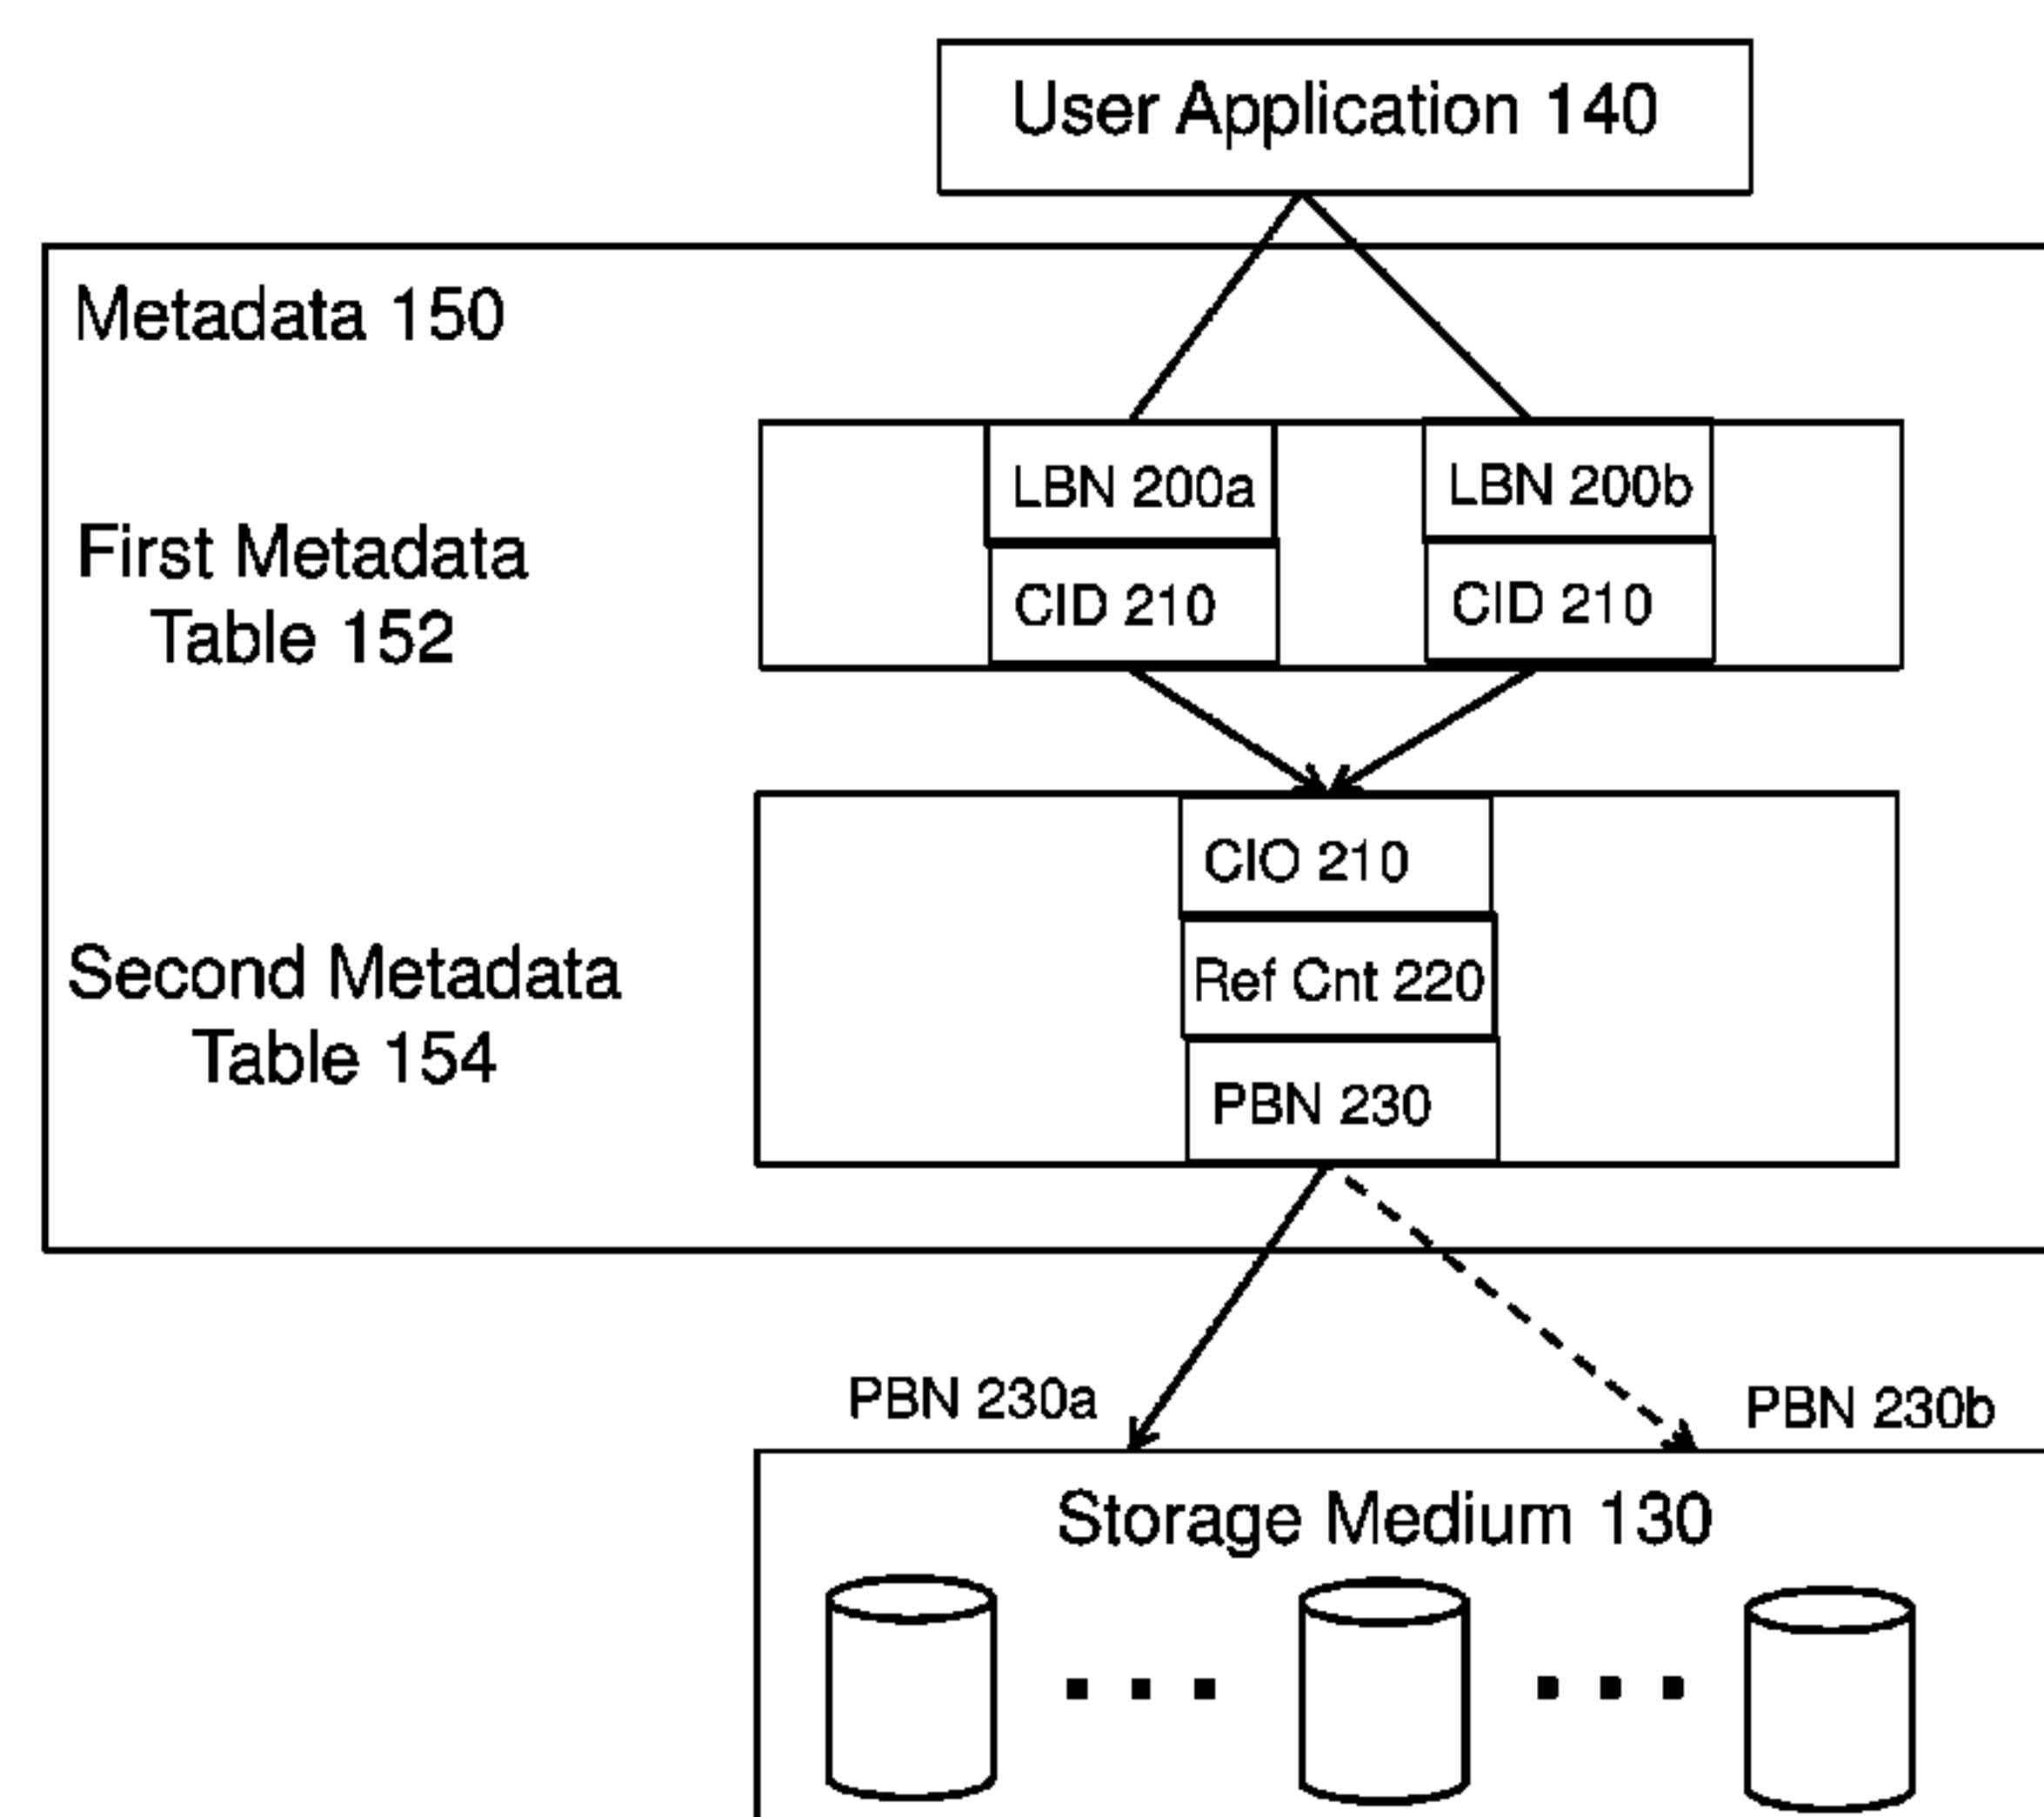 User Application 140
Metadata 150
First Metadata
Table 152
LBN 200a
LBN 200b
CID 210
CID 210
Second Metadata
Table 154
CIO 210
Ref Cnt 220
PBN 230
PBN 230a
PBN 230b
Storage Medium 130